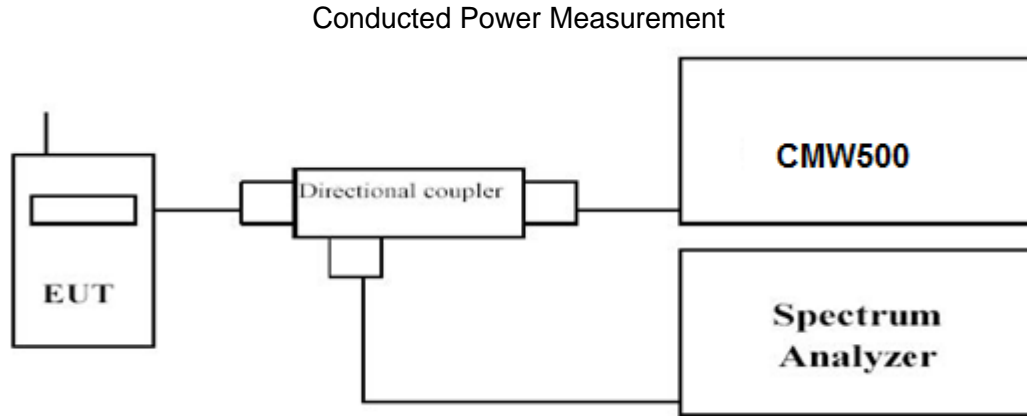 Conducted Power Measurement
CMW500
Directional coupler
EUT
Spectrum
Analyzer